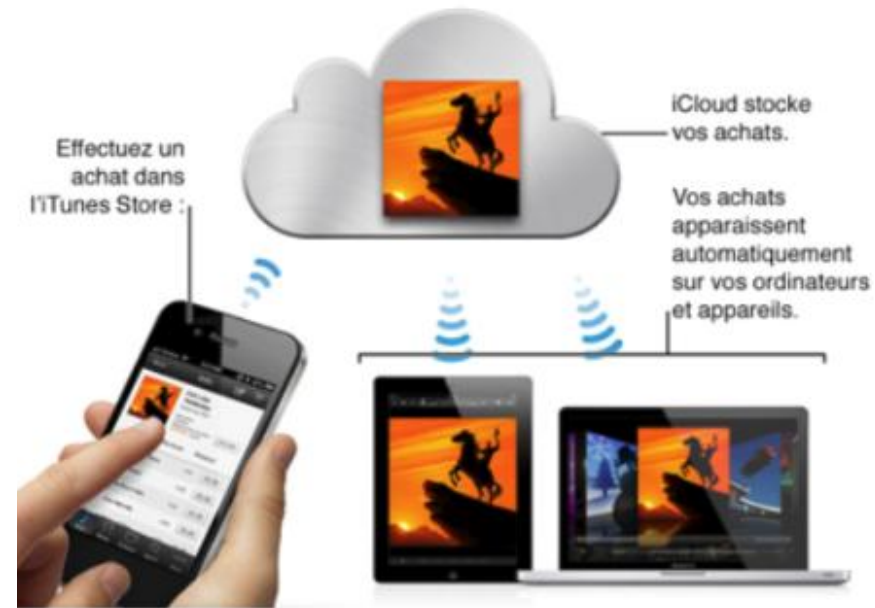 Effectuez un
achat dans
l'iTunes Store :
iCloud stocke
vos achats.
Vos achats
apparaissent
automatiquement
sur vos ordinateurs
et appareils.